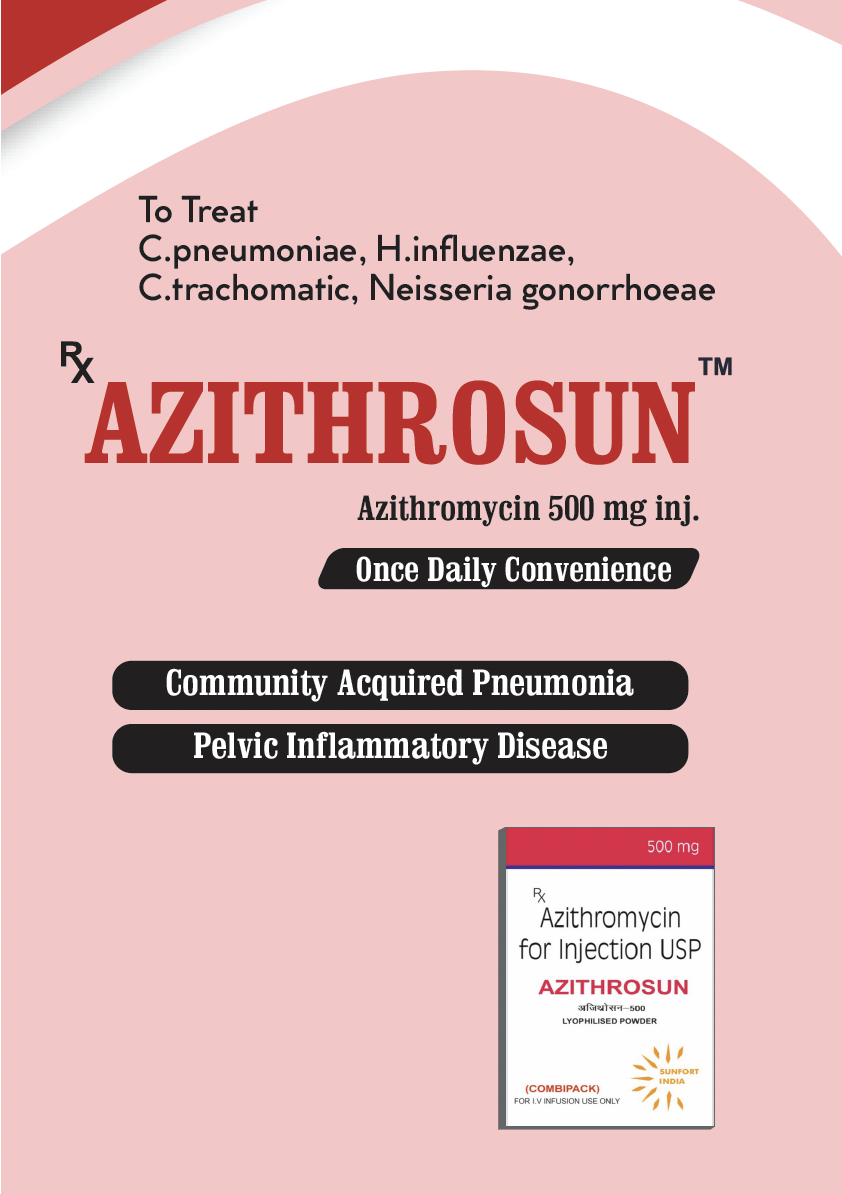 To Treat
C.pneumoniae, H.influenzae,
C.trachomatic, Neisseria gonorrhoeae
Rx
AZITHROSUN™
Azithromycin 500 mg inj.
Once Daily Convenience
Community Acquired Pneumonia
Pelvic Inflammatory Disease
500 mg
Rx
Azithromycin
for Injection USP
AZITHROSUN
अजिथ्रोसन–500
LYOPHILISED POWDER
SUNFORT
INDIA
(COMBIPACK)
FOR I.V INFUSION USE ONLY